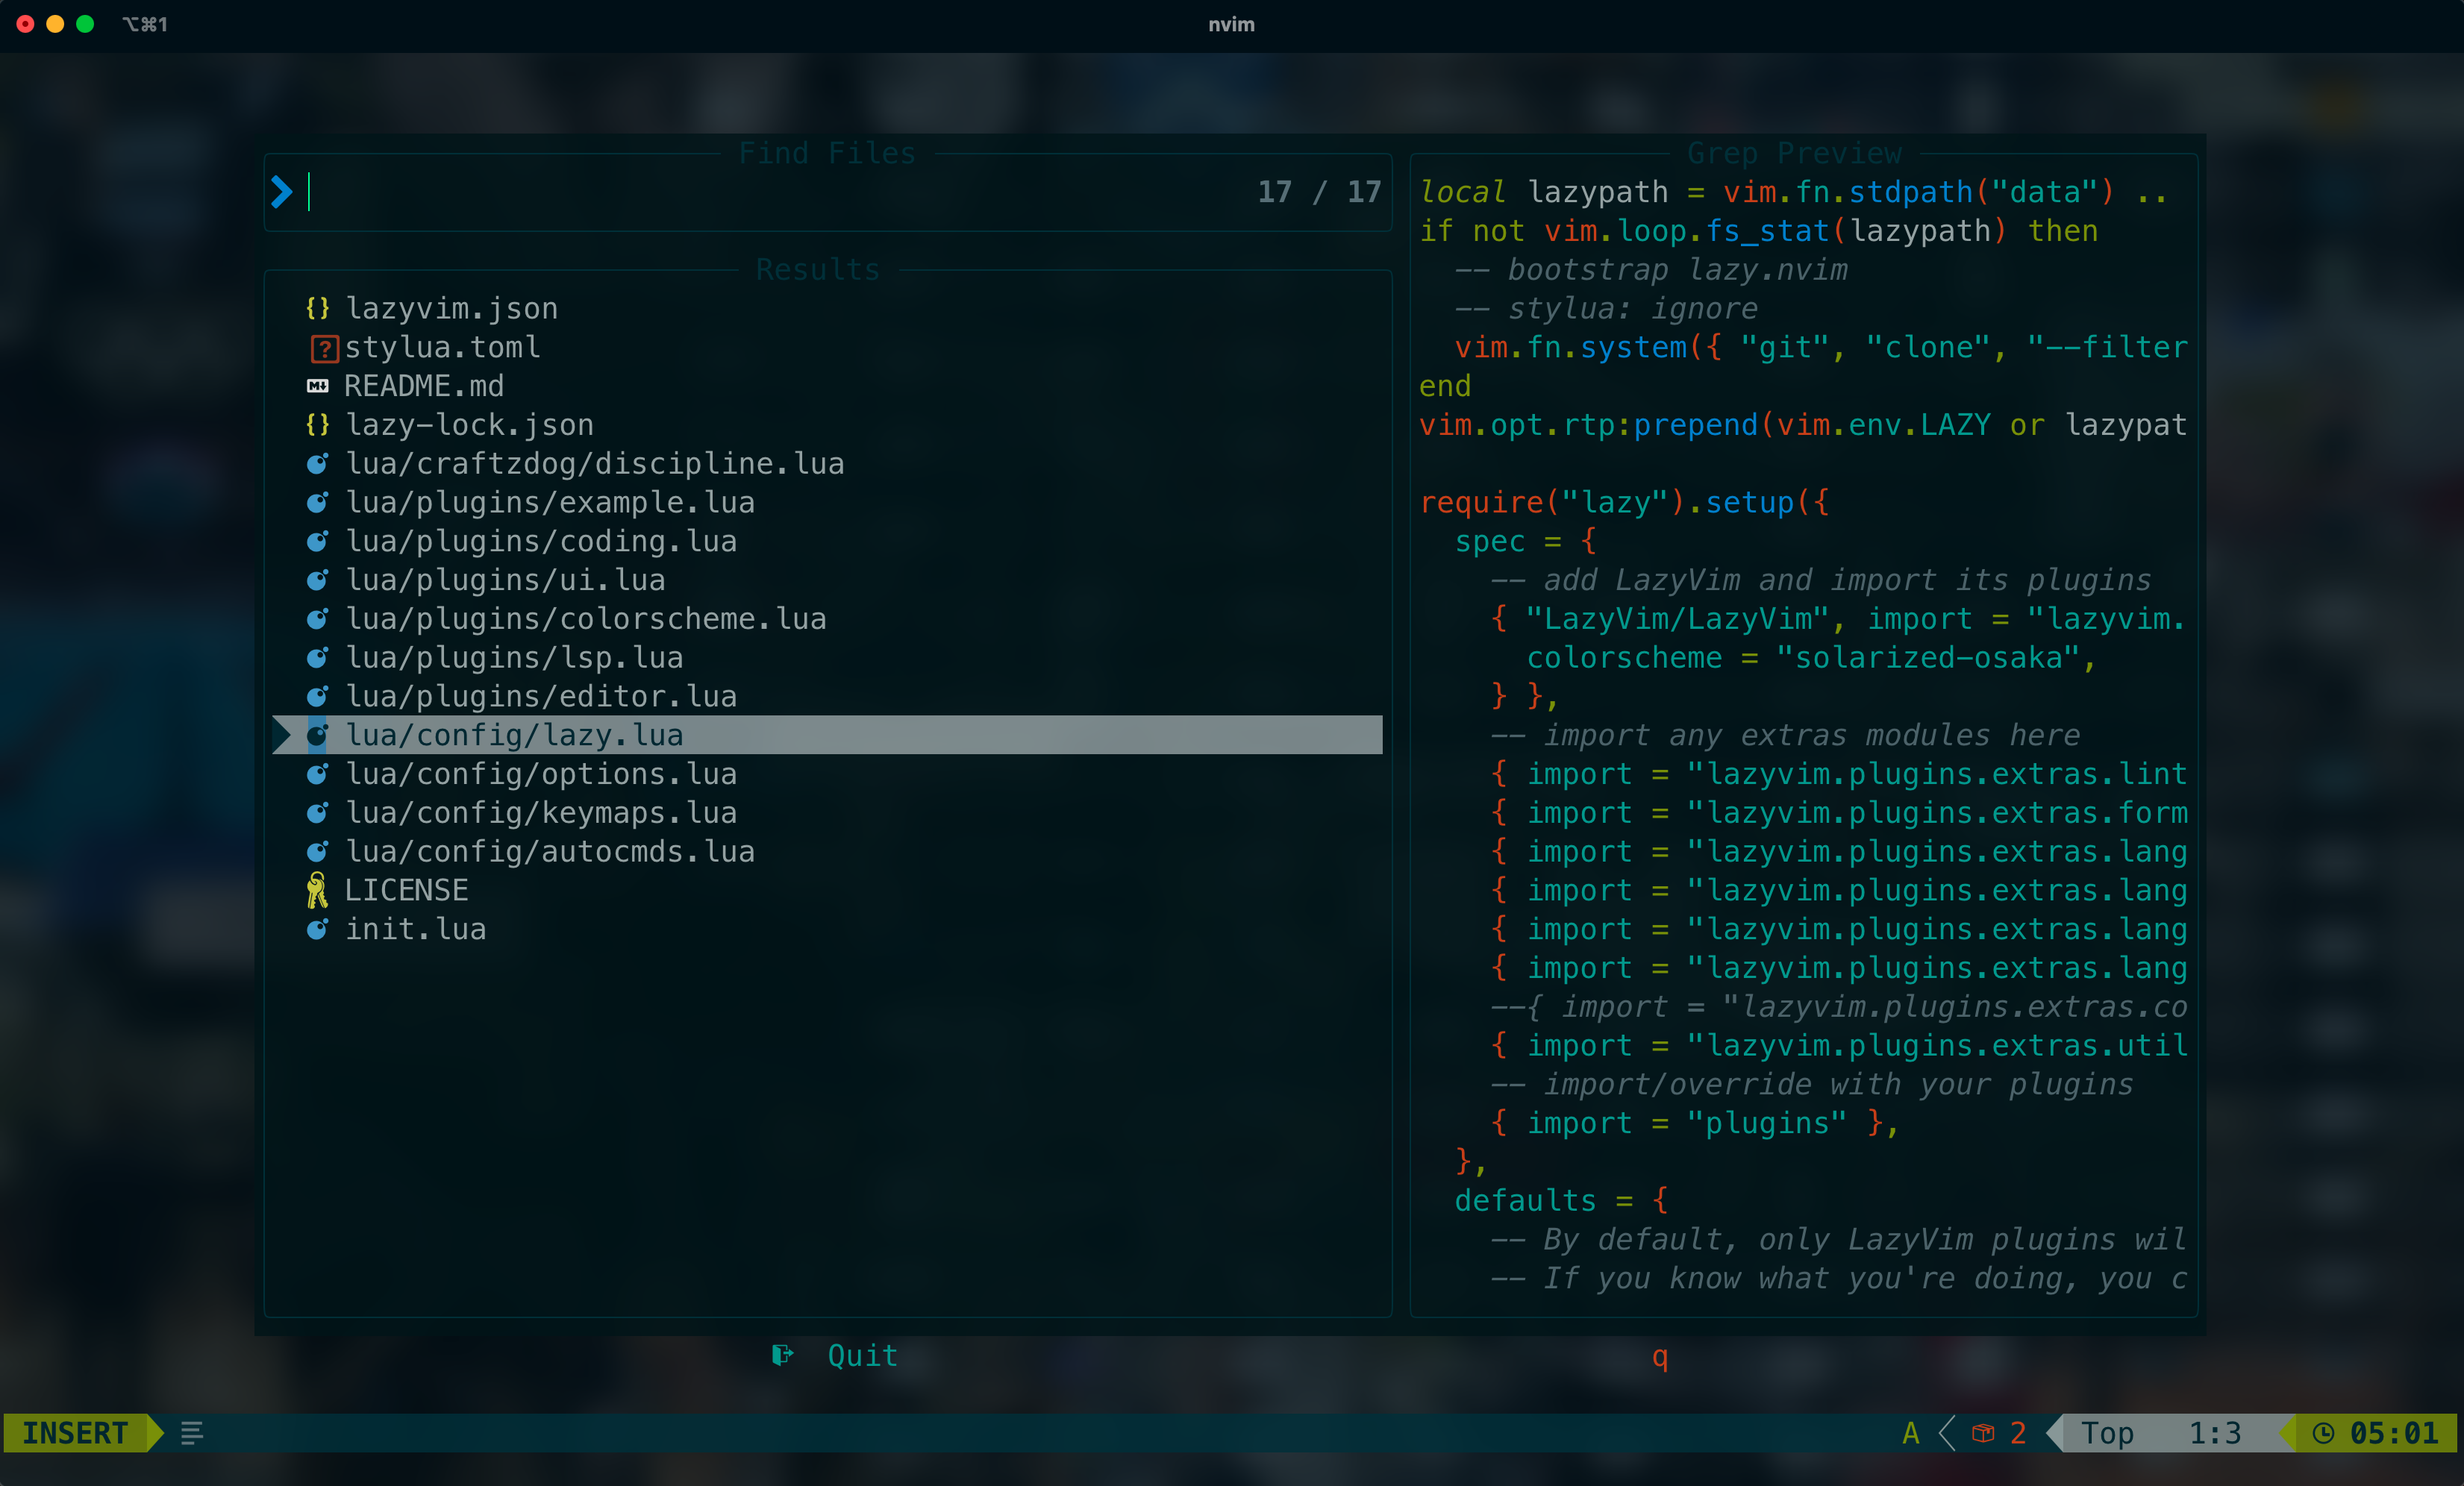 ⌥⌘1
nvim
Find Files
17 / 17
Results
lazyvim.json
stylua.toml
README.md
lazy-lock.json
lua/craftzdog/discipline.lua
lua/plugins/example.lua
lua/plugins/coding.lua
lua/plugins/ui.lua
lua/plugins/colorscheme.lua
lua/plugins/lsp.lua
lua/plugins/editor.lua
lua/config/lazy.lua
lua/config/options.lua
lua/config/keymaps.lua
lua/config/autocmds.lua
LICENSE
init.lua
Grep Preview
local lazypath = vim.fn.stdpath("data") ..
if not vim.loop.fs_stat(lazypath) then
  -- bootstrap lazy.nvim
  -- stylua: ignore
  vim.fn.system({ "git", "clone", "--filter
end
vim.opt.rtp:prepend(vim.env.LAZY or lazypat
require("lazy").setup({
  spec = {
    -- add LazyVim and import its plugins
    { "LazyVim/LazyVim", import = "lazyvim.
      colorscheme = "solarized-osaka",
    } },
    -- import any extras modules here
    { import = "lazyvim.plugins.extras.lint
    { import = "lazyvim.plugins.extras.form
    { import = "lazyvim.plugins.extras.lang
    { import = "lazyvim.plugins.extras.lang
    { import = "lazyvim.plugins.extras.lang
    { import = "lazyvim.plugins.extras.lang
    --{ import = "lazyvim.plugins.extras.co
    { import = "lazyvim.plugins.extras.util
    -- import/override with your plugins
    { import = "plugins" },
  },
  defaults = {
    -- By default, only LazyVim plugins wil
    -- If you know what you're doing, you c
Quit q
INSERT A 2 Top 1:3 05:01